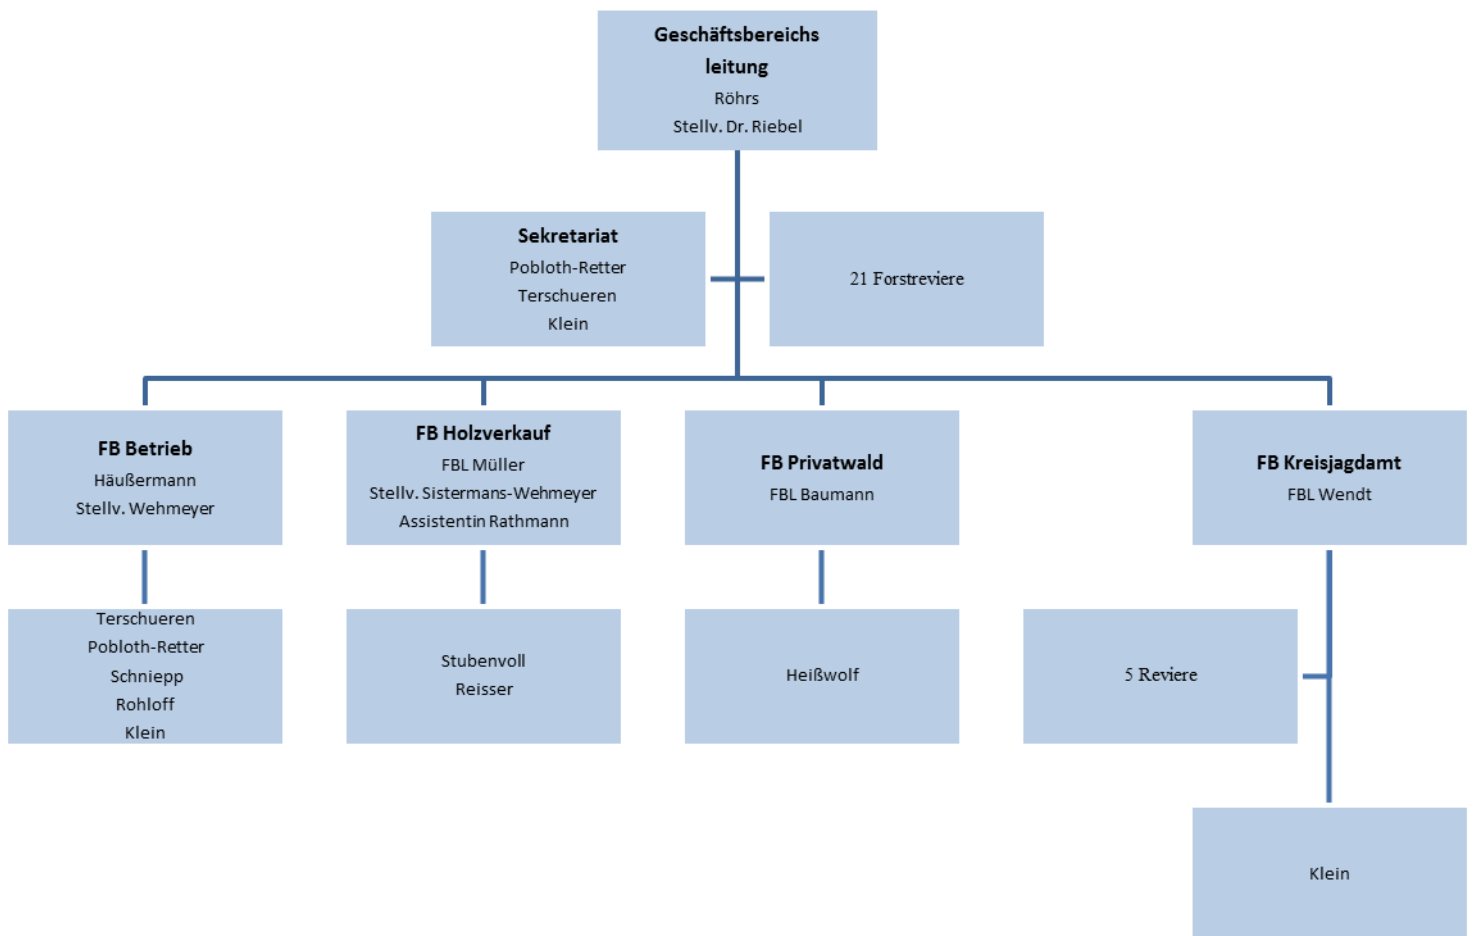 Geschäftsbereichs
leitung
Röhrs
Stellv. Dr. Riebel
Sekretariat
Pobloth-Retter
Terschueren
Klein
21 Forstreviere
FB Betrieb
Häußermann
Stellv. Wehmeyer
FB Holzverkauf
FBL Müller
Stellv. Sistermans-Wehmeyer
Assistentin Rathmann
FB Privatwald
FBL Baumann
FB Kreisjagdamt
FBL Wendt
Terschueren
Pobloth-Retter
Schniepp
Rohloff
Klein
Stubenvoll
Reisser
Heißwolf
5 Reviere
Klein